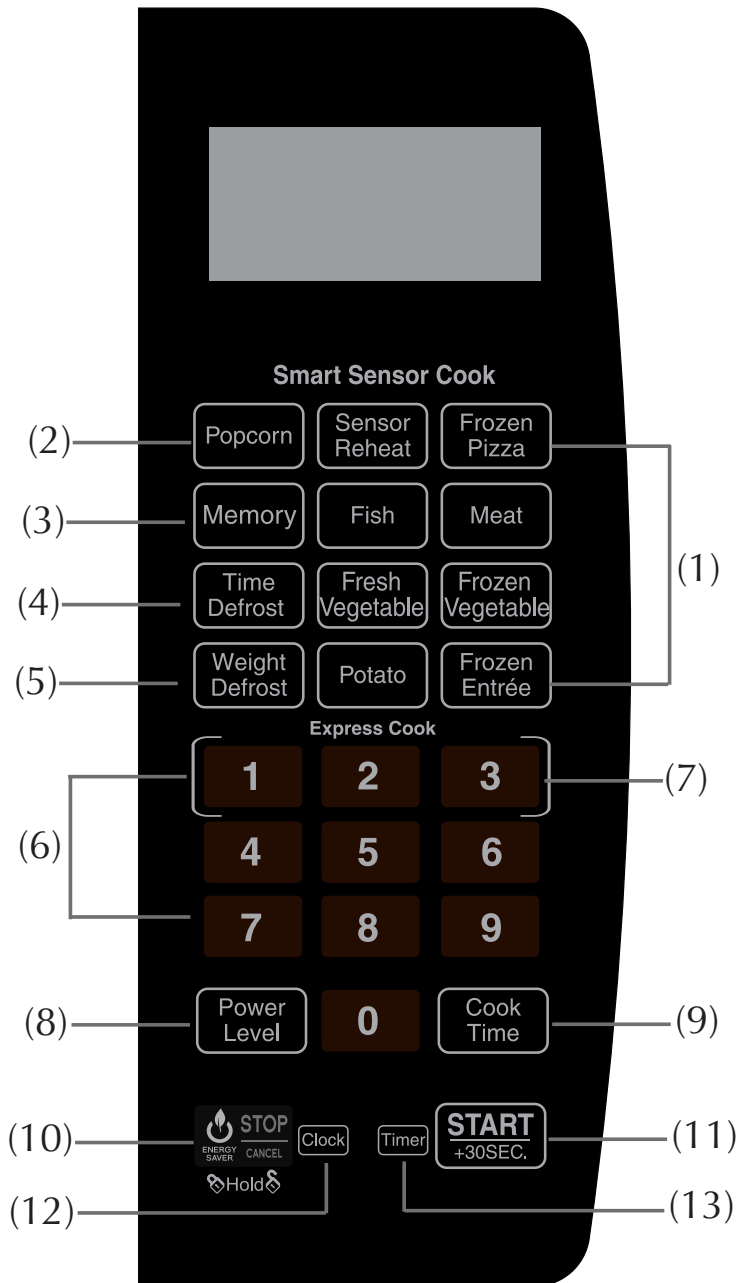 Smart Sensor Cook
(2)
Popcorn
Sensor
Reheat
Frozen
Pizza
(3)
Memory
Fish
Meat
(1)
(4)
Time
Defrost
Fresh
Vegetable
Frozen
Vegetable
(5)
Weight
Defrost
Potato
Frozen
Entrée
Express Cook
1
2
3
(7)
(6)
4
5
6
7
8
9
(8)
Power
Level
0
Cook
Time
(9)
(10)
ENERGY
SAVER
STOP
CANCEL
Clock
Timer
START
+30SEC.
(11)
Hold
(12)
(13)